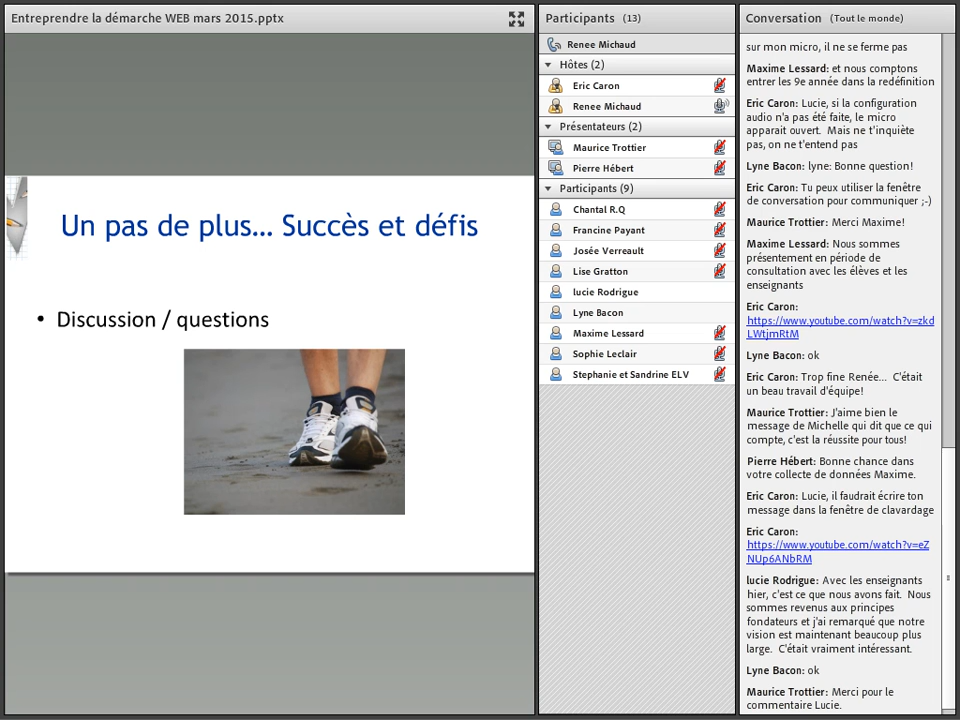 Entreprendre la démarche WEB mars 2015.pptx
Un pas de plus... Succès et défis
• Discussion / questions
Participants (13)
Renee Michaud
Hôtes (2)
Eric Caron
Renee Michaud
Présentateurs (2)
Maurice Trottier
Pierre Hébert
Participants (9)
Chantal R.Q
Francine Payant
Josée Verreault
Lise Gratton
lucie Rodrigue
Lyne Bacon
Maxime Lessard
Sophie Leclair
Stephanie et Sandrine ELV
Conversation (Tout le monde)
sur mon micro, il ne se ferme pas
Maxime Lessard: et nous comptons
entrer les 9e année dans la redéfinition
Eric Caron: Lucie, si la configuration
audio n'a pas été faite, le micro
apparait ouvert. Mais ne t'inquiète
pas, on ne t'entend pas
Lyne Bacon: lyne: Bonne question!
Eric Caron: Tu peux utiliser la fenêtre
de conversation pour communiquer ;-)
Maurice Trottier: Merci Maxime!
Maxime Lessard: Nous sommes
présentement en période de
consultation avec les élèves et les
enseignants
Eric Caron:
https://www.youtube.com/watch?v=zkd
LWtjmRtM
Lyne Bacon: ok
Eric Caron: Trop fine Renée... C'était
un beau travail d'équipe!
Maurice Trottier: J'aime bien le
message de Michelle qui dit que ce qui
compte, c'est la réussite pour tous!
Pierre Hébert: Bonne chance dans
votre collecte de données Maxime.
Eric Caron: Lucie, il faudrait écrire ton
message dans la fenêtre de clavardage
Eric Caron:
https://www.youtube.com/watch?v=eZ
NUp6ANbRM
lucie Rodrigue: Avec les enseignants
hier, c'est ce que nous avons fait. Nous
sommes revenus aux principes
fondateurs et j'ai remarqué que notre
vision est maintenant beaucoup plus
large. C'était vraiment intéressant.
Lyne Bacon: ok
Maurice Trottier: Merci pour le
commentaire Lucie.